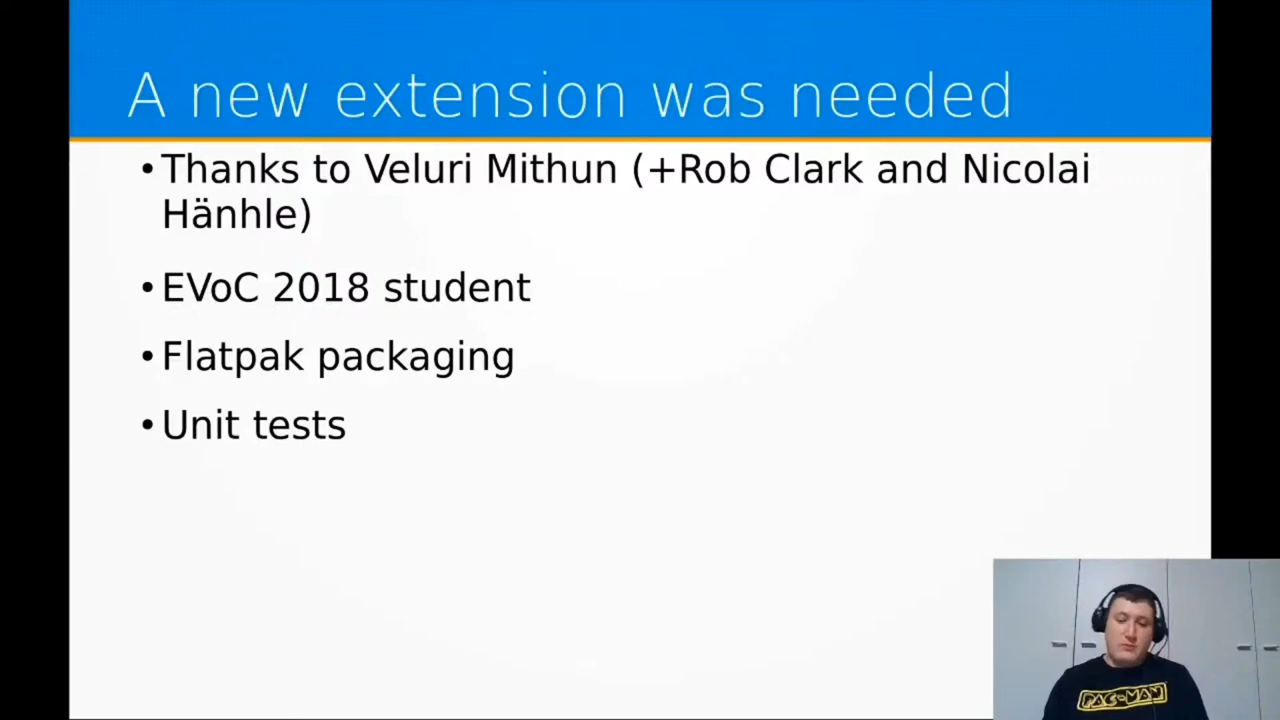 A new extension was needed
•Thanks to Veluri Mithun (+Rob Clark and Nicolai
Hänhle)
•EVoC 2018 student
•Flatpak packaging
•Unit tests
PAC-MAN